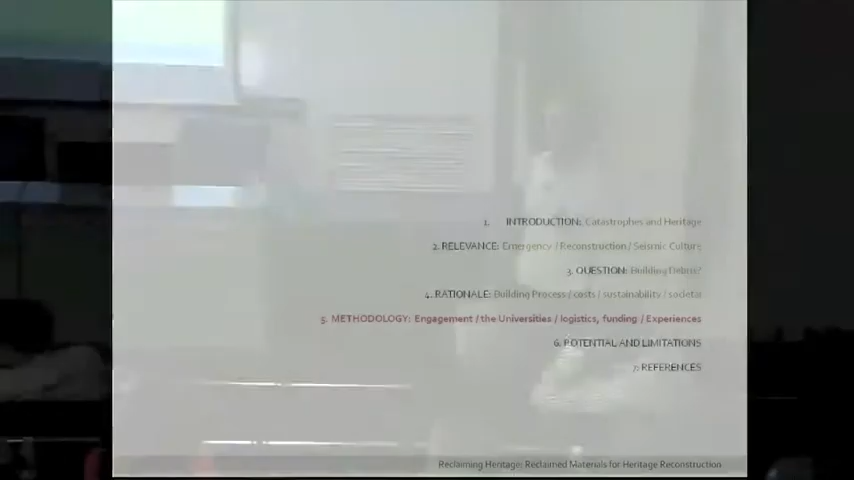 1. INTRODUCTION: Catastrophes and Heritage
2. RELEVANCE: Emergency / Reconstruction / Seismic Culture
3. QUESTION: Building Debris?
4. RATIONALE: Building Process / costs / sustainability / societal
5. METHODOLOGY: Engagement / the Universities / logistics, funding / Experiences
6. POTENTIAL AND LIMITATIONS
7. REFERENCES
Reclaiming Heritage: Reclaimed Materials for Heritage Reconstruction